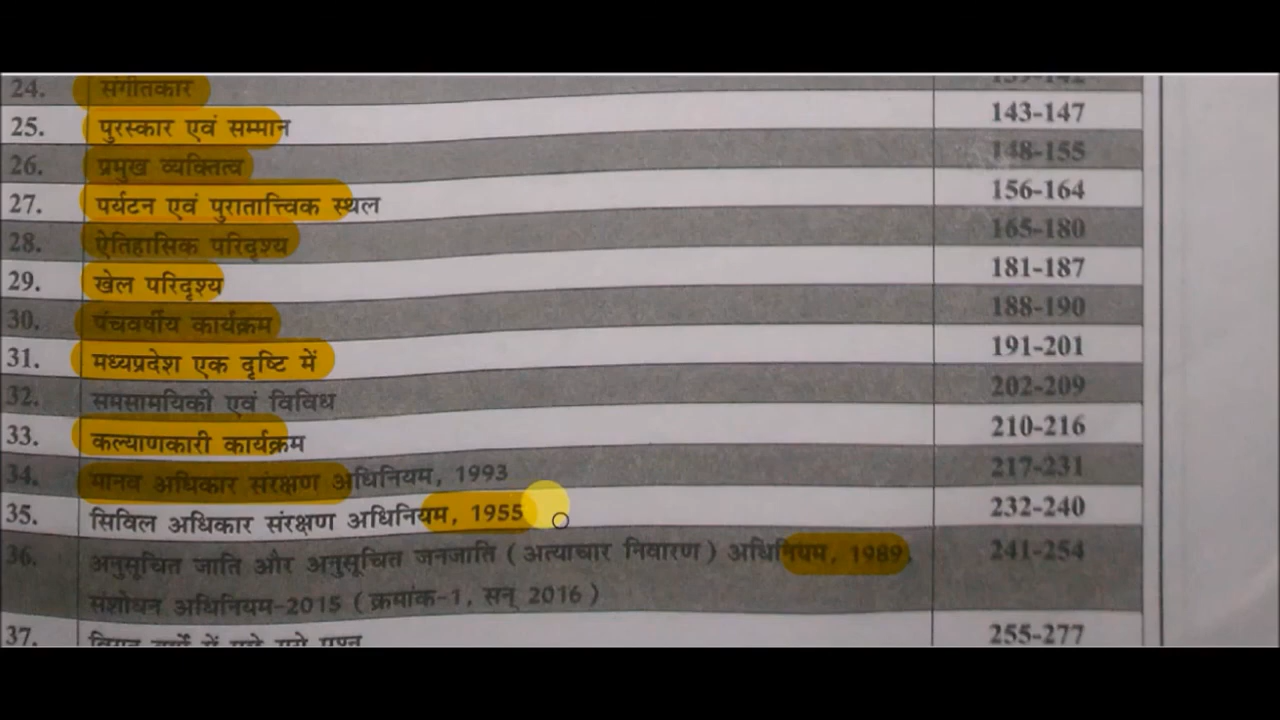 24. संगीतकार 139-142
25. पुरस्कार एवं सम्मान 143-147
26. प्रमुख व्यक्तित्व 148-155
27. पर्यटन एवं पुरातात्त्विक स्थल 156-164
28. ऐतिहासिक परिदृश्य 165-180
29. खेल परिदृश्य 181-187
30. पंचवर्षीय कार्यक्रम 188-190
31. मध्यप्रदेश एक दृष्टि में 191-201
32. समसामयिकी एवं विविध 202-209
33. कल्याणकारी कार्यक्रम 210-216
34. मानव अधिकार संरक्षण अधिनियम, 1993 217-231
35. सिविल अधिकार संरक्षण अधिनियम, 1955 232-240
36. अनुसूचित जाति और अनुसूचित जनजाति ( अत्याचार निवारण ) अधिनियम, 1989, 241-254
संशोधन अधिनियम-2015 ( क्रमांक-1, सन् 2016 )
37. 255-277